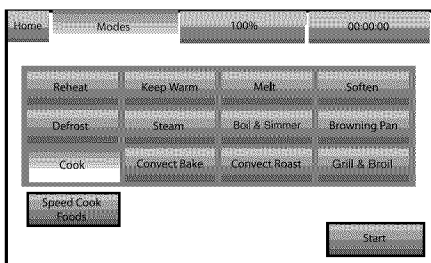 Home Modes 100% 00:00:00
Reheat Keep Warm Melt Soften
Defrost Steam Boil & Simmer Browning Pan
Cook Convect Bake Convect Roast Grill & Broil
Speed Cook
Foods
Start